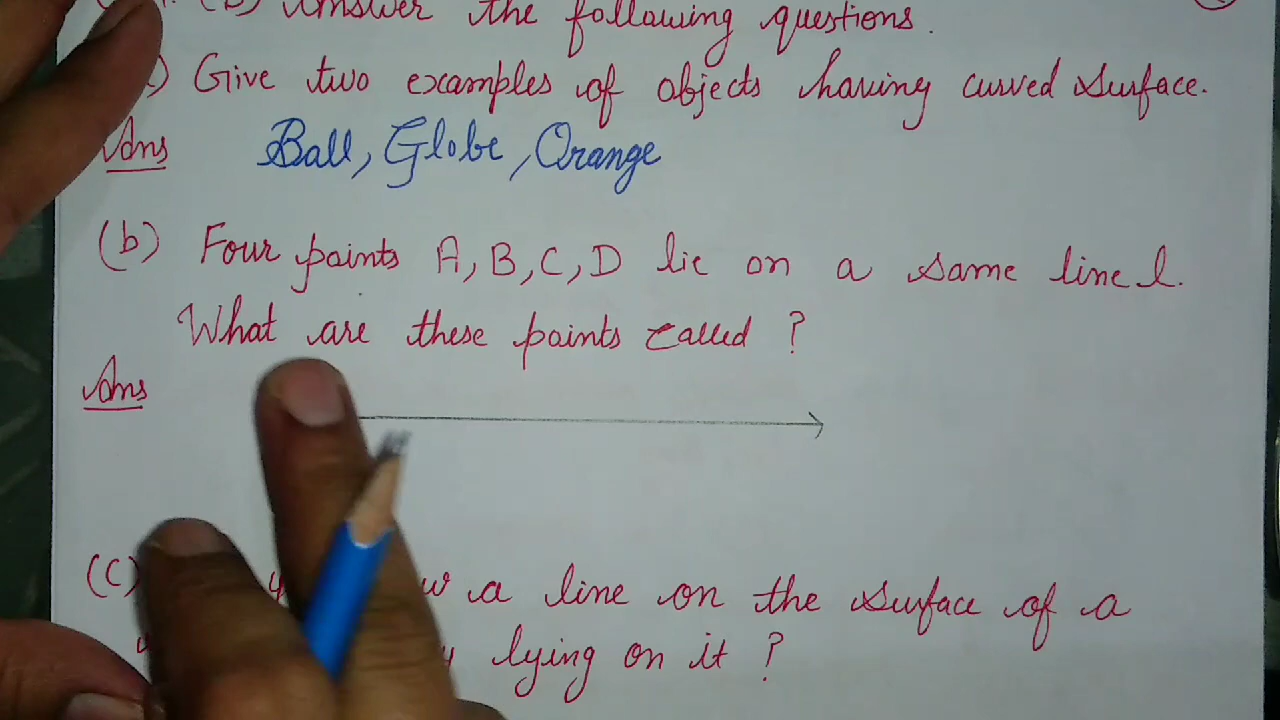 (b) Answer the following questions.
) Give two examples of objects having curved surface.
Ans Ball, Globe, Orange
(b) Four points A, B, C, D lie on a same line l.
What are these points called ?
Ans
(c) a line on the surface of a
lying on it ?